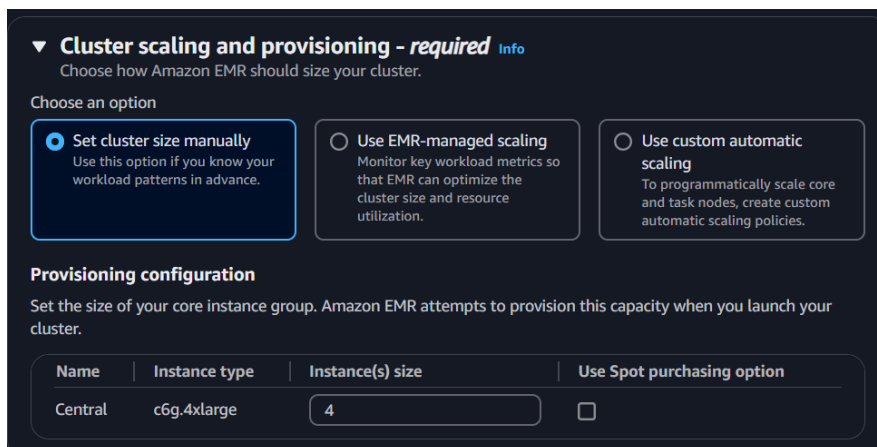 Cluster scaling and provisioning - required Info
Choose how Amazon EMR should size your cluster.
Choose an option
Set cluster size manually
Use this option if you know your
workload patterns in advance.
Use EMR-managed scaling
Monitor key workload metrics so
that EMR can optimize the
cluster size and resource
utilization.
Use custom automatic
scaling
To programmatically scale core
and task nodes, create custom
automatic scaling policies.
Provisioning configuration
Set the size of your core instance group. Amazon EMR attempts to provision this capacity when you launch your
cluster.
Name Instance type Instance(s) size Use Spot purchasing option
Central c6g.4xlarge 4